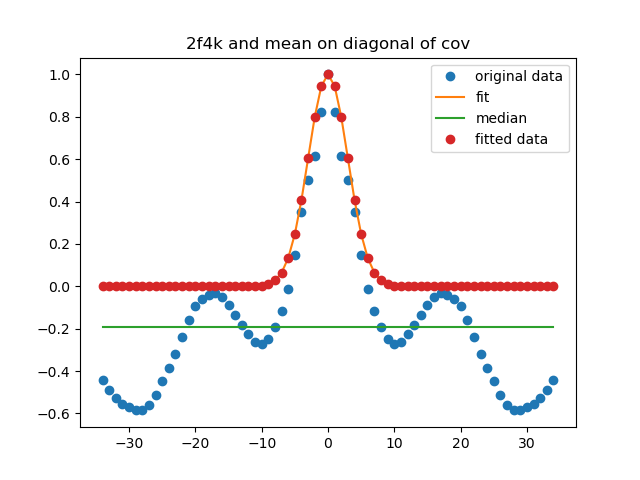 2f4k and mean on diagonal of cov
original data
fit
median
fitted data
1.0
0.8
0.6
0.4
0.2
0.0
−0.2
−0.4
−0.6
−30 −20 −10 0 10 20 30